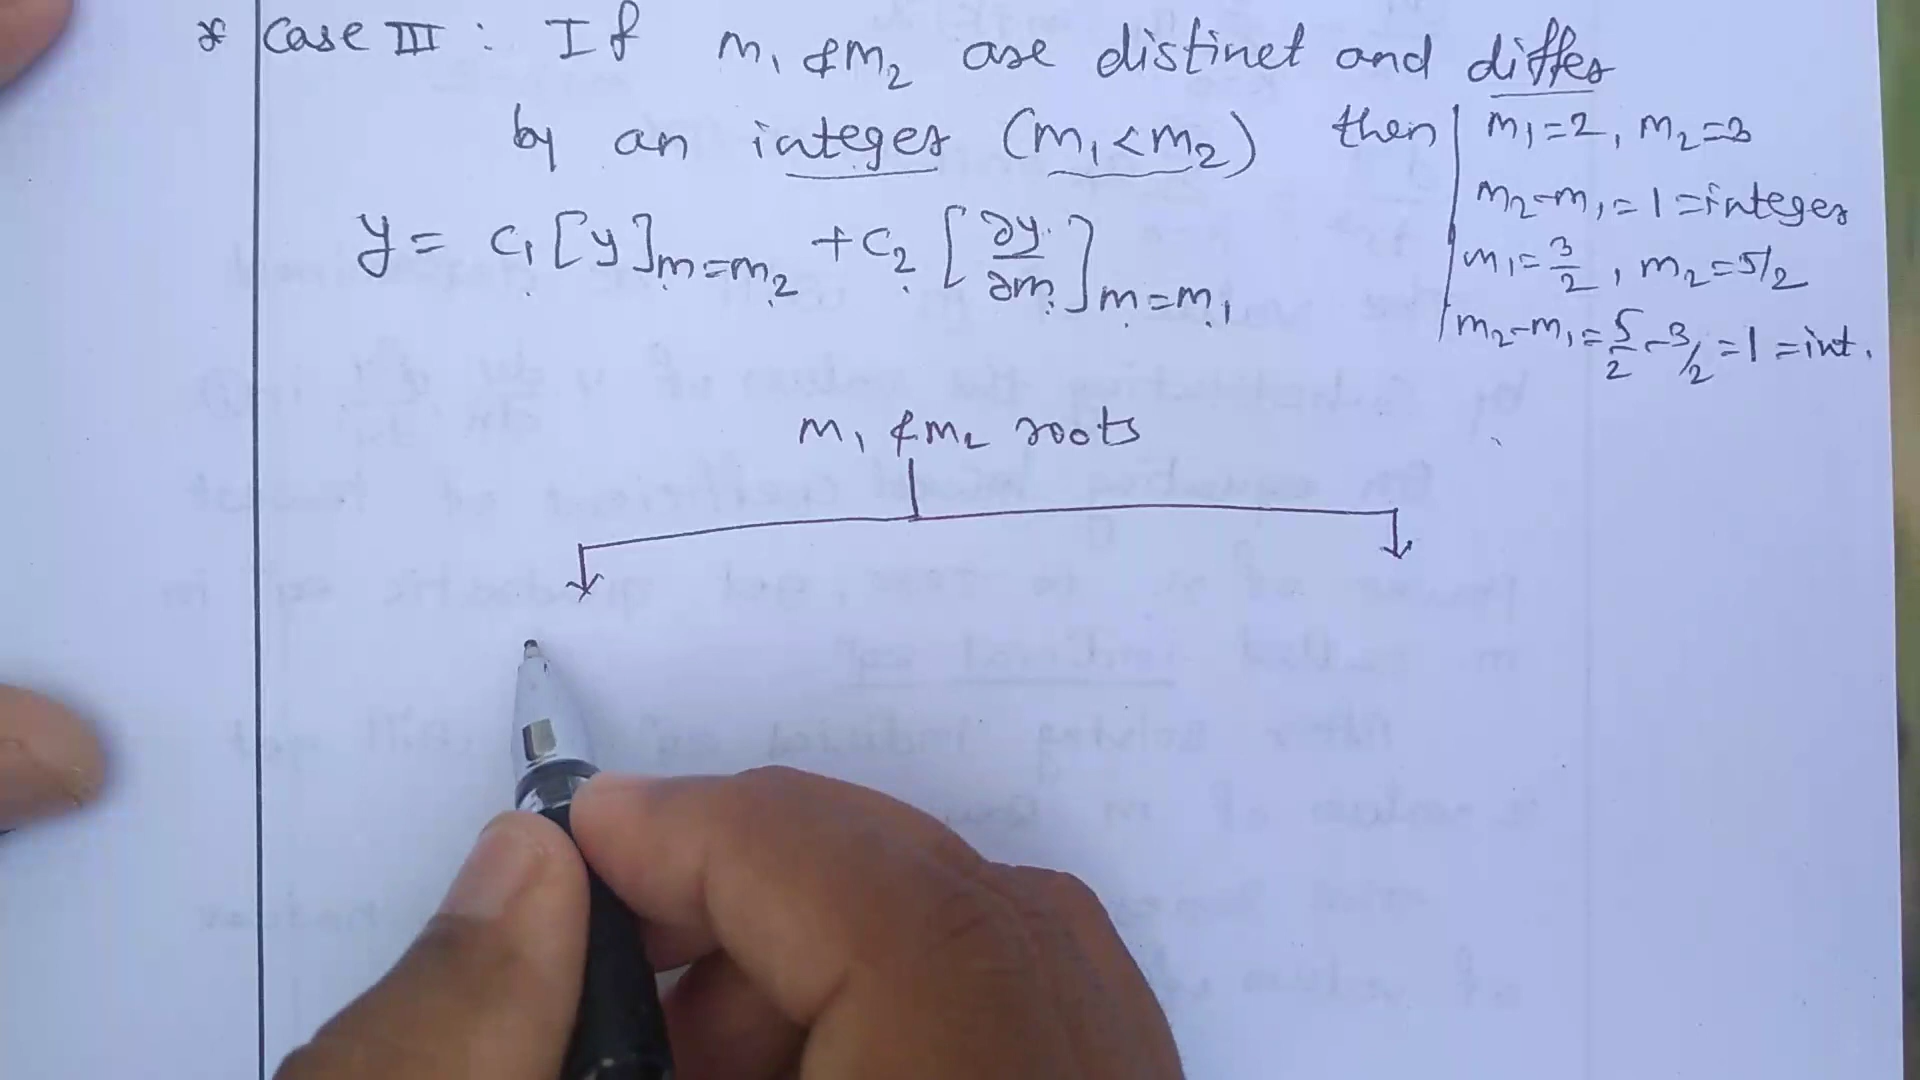 * Case III : If m₁ & m₂ are distinct and differ
by an integer (m₁ < m₂) then
y = c₁ [y]ₘ₌ₘ₂ + c₂ [∂y/∂m]ₘ₌ₘ₁
m₁ = 2, m₂ = 3
m₂ - m₁ = 1 = integer
m₁ = 3/2, m₂ = 5/2
m₂ - m₁ = 5/2 - 3/2 = 1 = int.
m₁ & m₂ roots